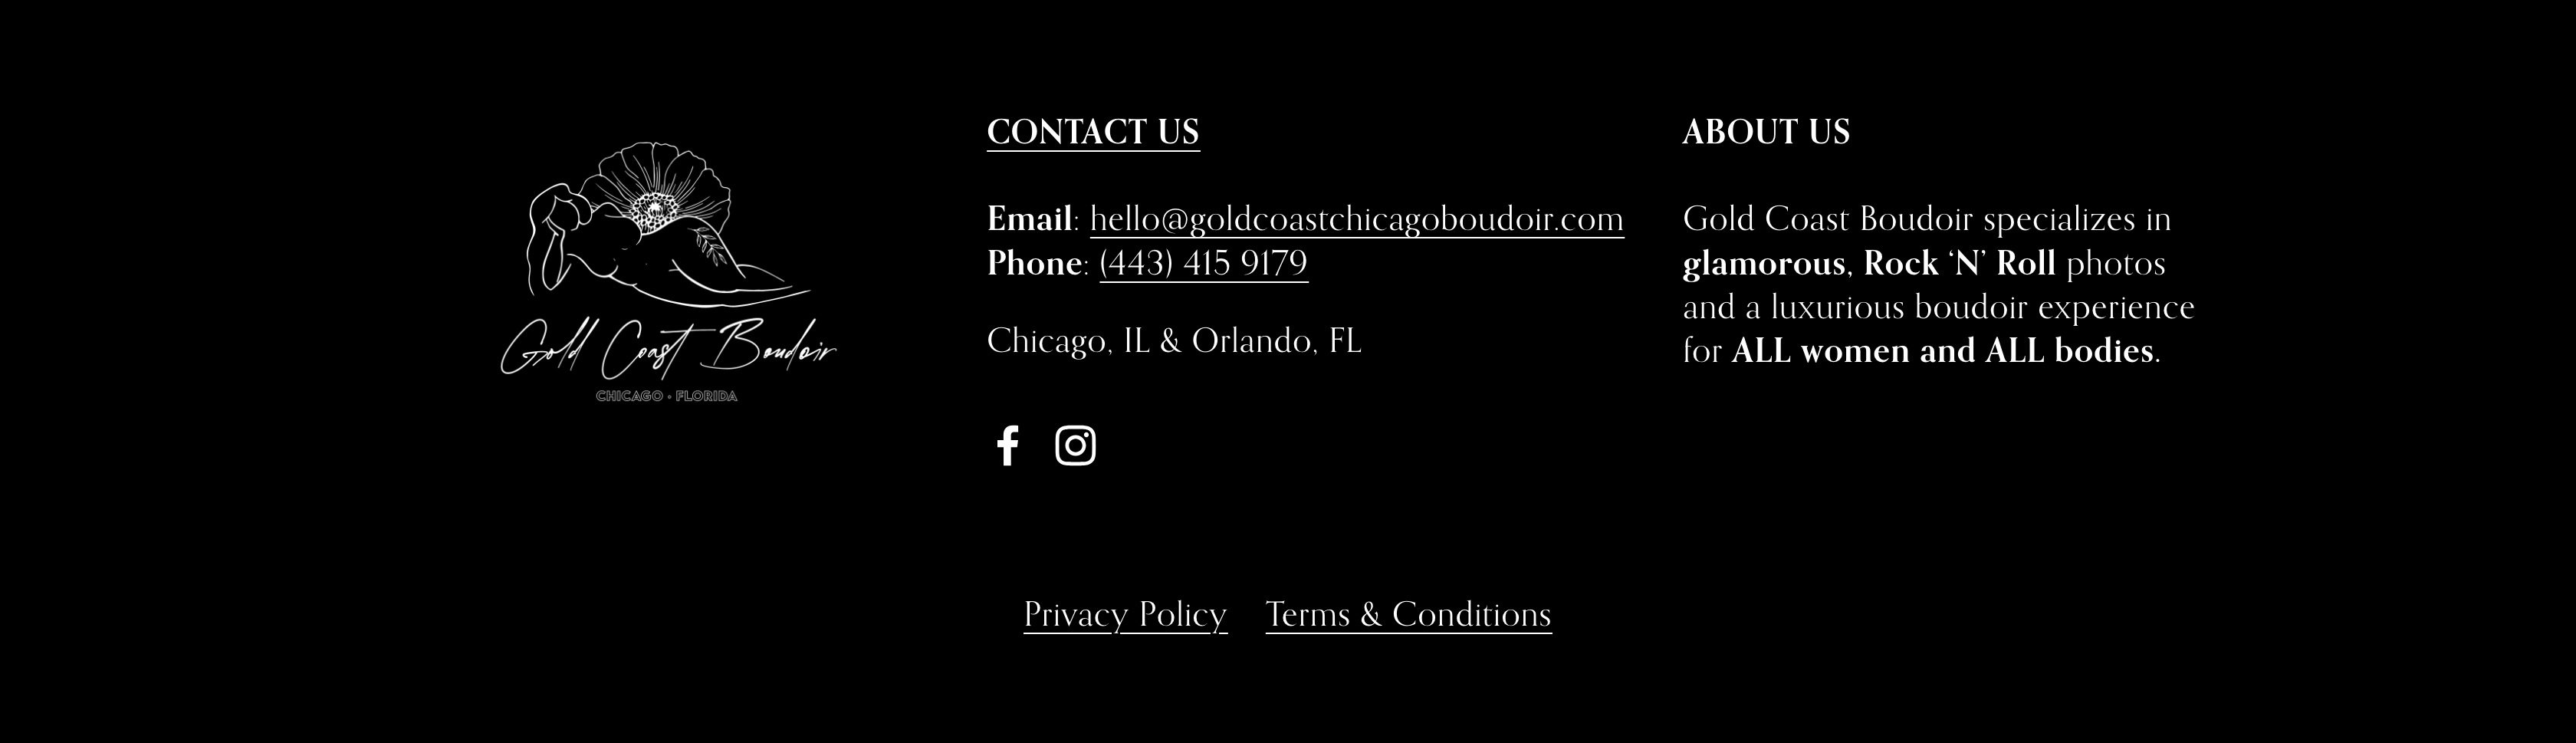 Gold Coast Boudoir
CHICAGO • FLORIDA
CONTACT US
Email: hello@goldcoastchicagoboudoir.com
Phone: (443) 415 9179
Chicago, IL & Orlando, FL
ABOUT US
Gold Coast Boudoir specializes in
glamorous, Rock ‘N’ Roll photos
and a luxurious boudoir experience
for ALL women and ALL bodies.
Privacy Policy
Terms & Conditions